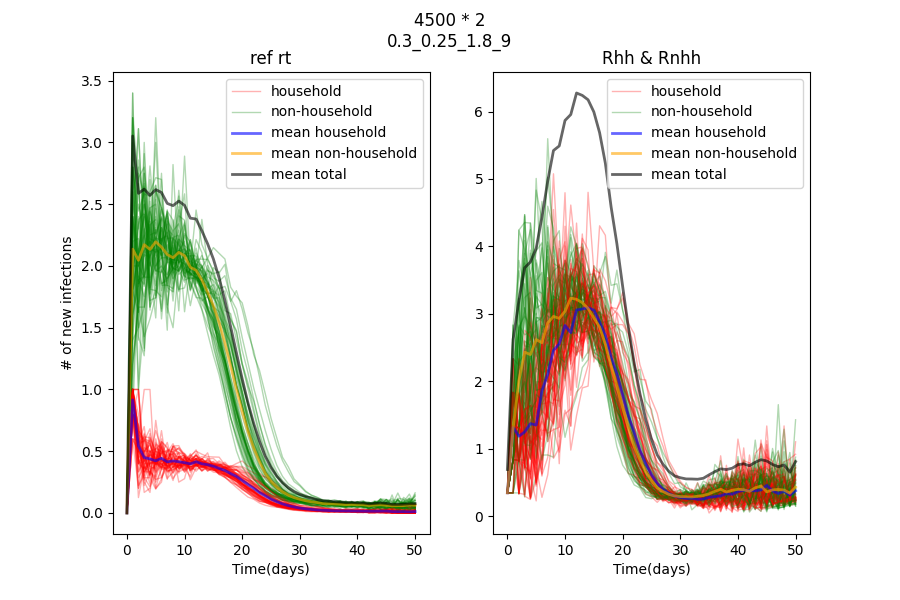 4500 * 2
0.3_0.25_1.8_9
ref rt
Rhh & Rnhh
3.5
3.0
2.5
2.0
1.5
1.0
0.5
0.0
# of new infections
household
non-household
mean household
mean non-household
mean total
0 10 20 30 40 50
Time(days)
6
5
4
3
2
1
0
household
non-household
mean household
mean non-household
mean total
0 10 20 30 40 50
Time(days)